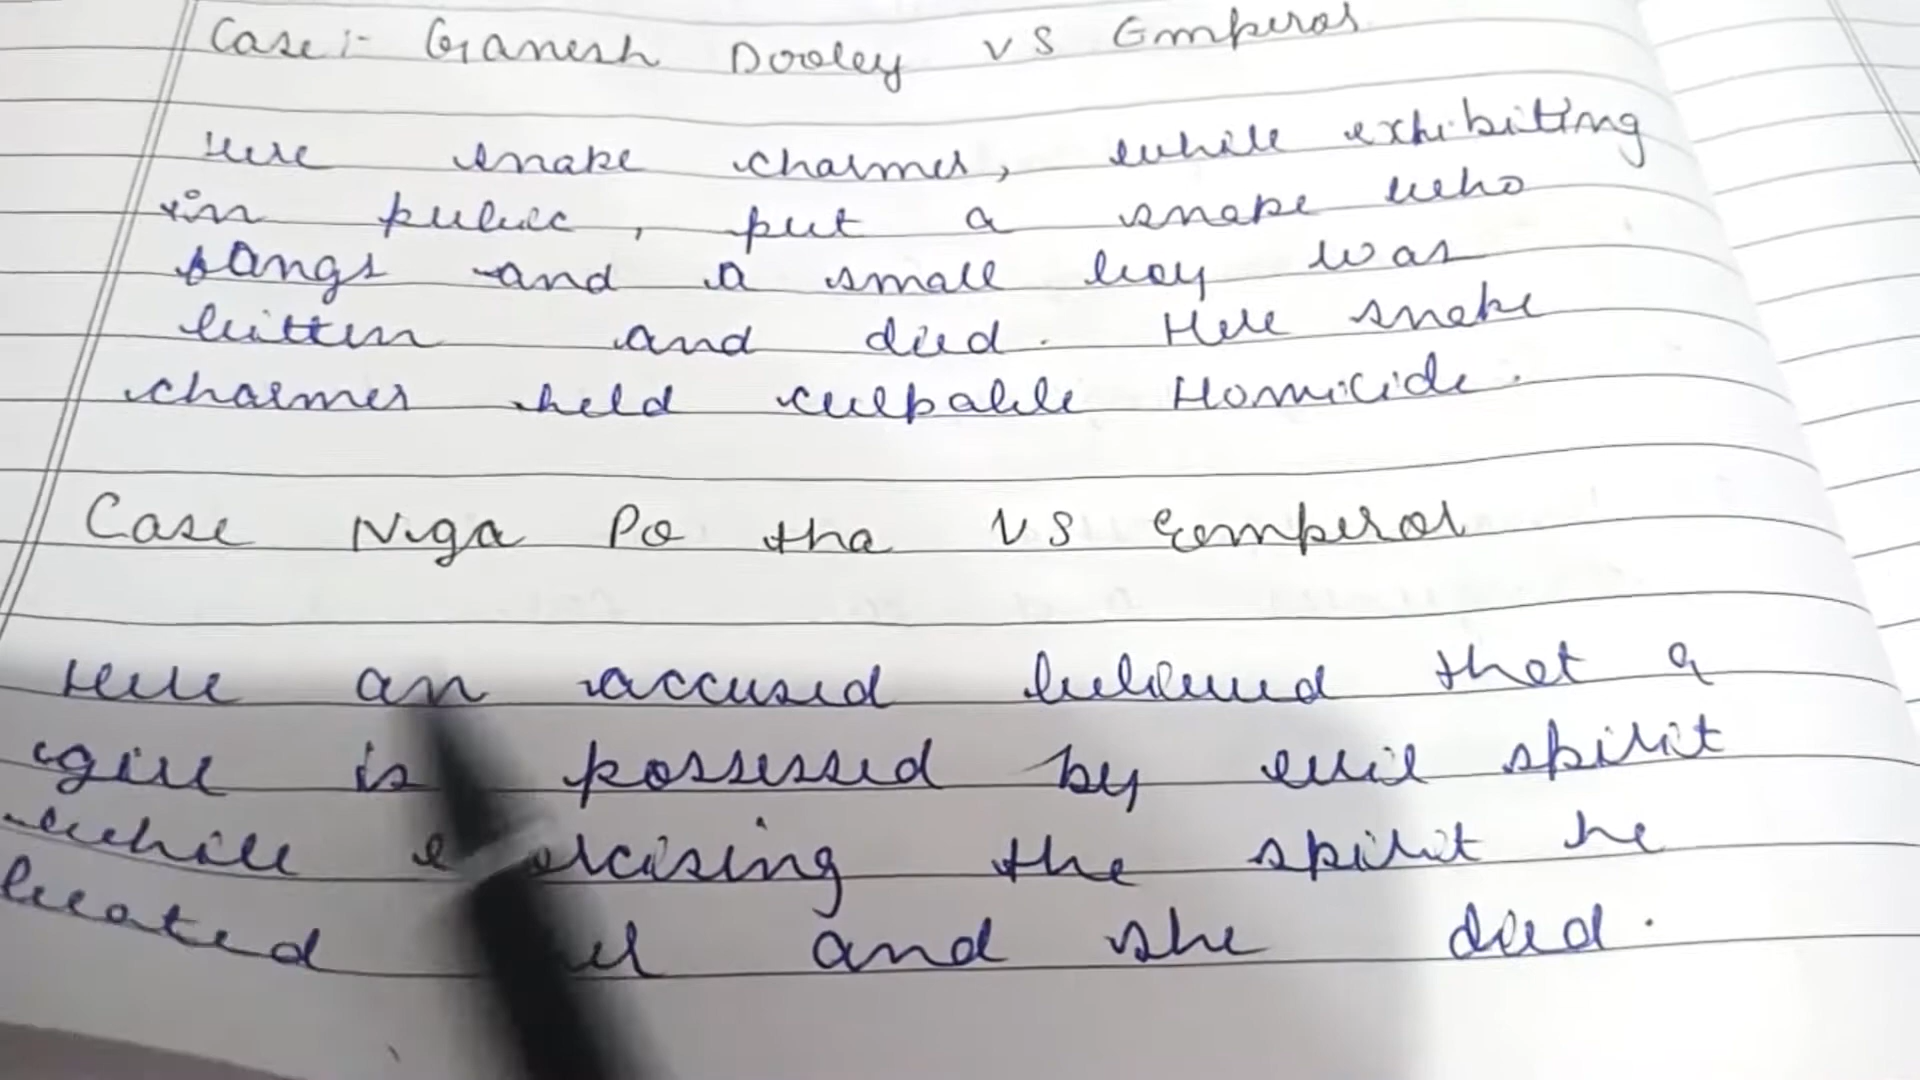 Case :- Ganesh Dooley vs Emperor
Here snake charmer, while exhibiting
in public, put a snake who
fangs and a small boy was
bitten and died. Here snake
charmer held culpable Homicide.
Case Nga Po tha vs Emperor
Here an accused believed that a
girl is possessed by evil spirit
while the spirit he
beated and she died.